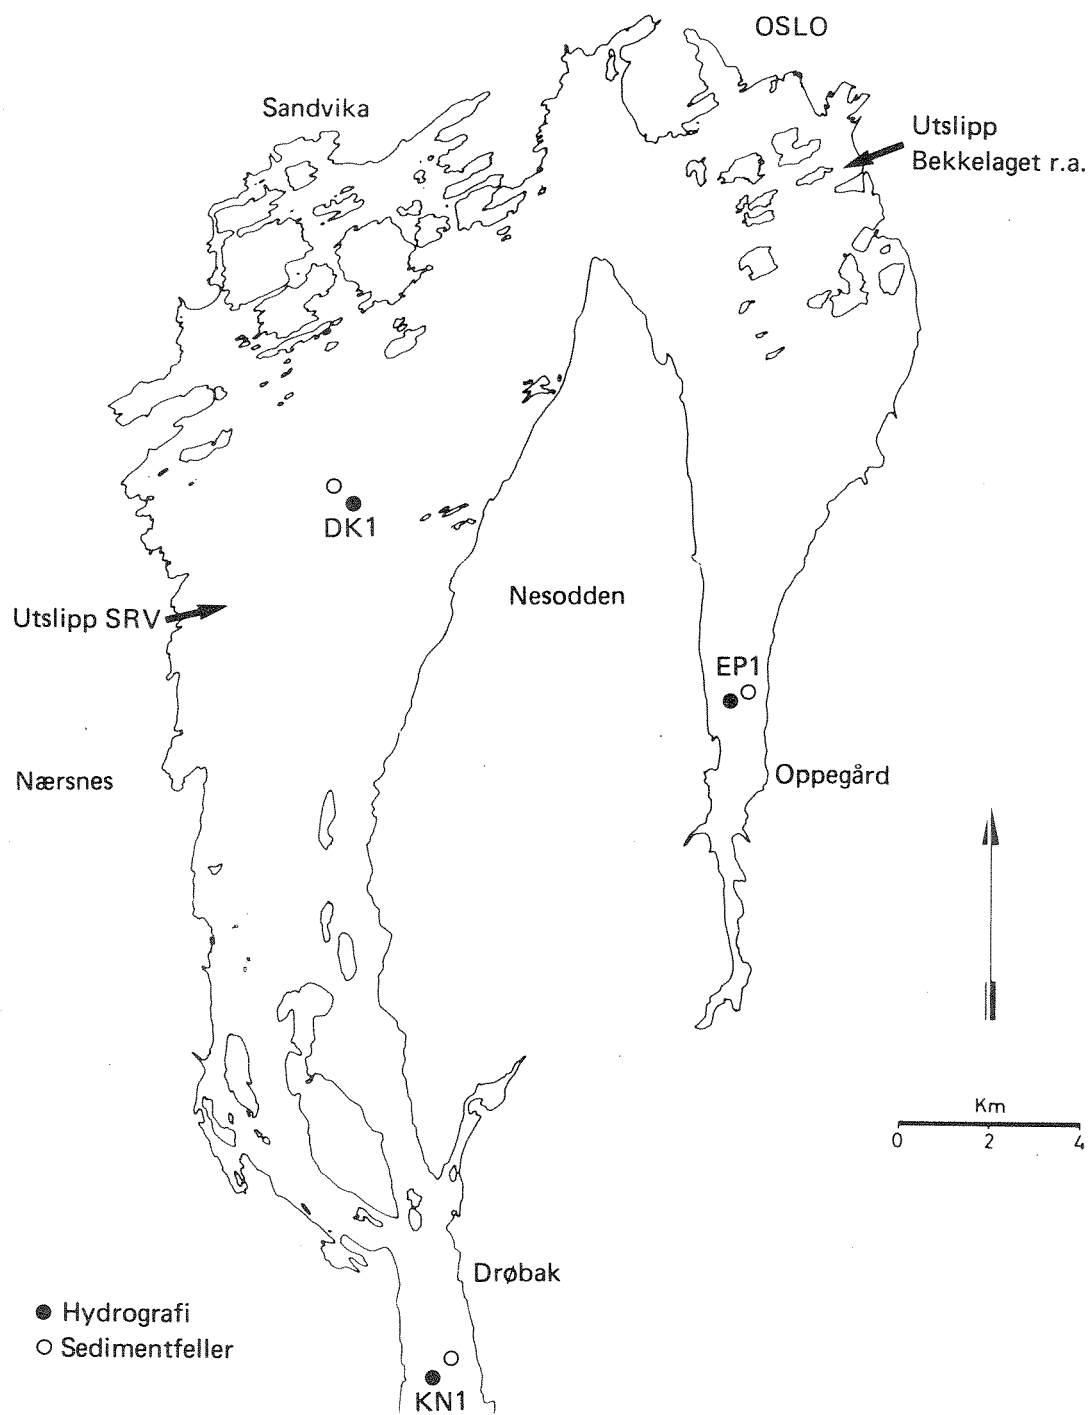 OSLO
Sandvika
Utslipp
Bekkelaget r.a.
DK1
Nesodden
Utslipp SRV
EP1
Nærsnes
Oppegård
Km
0 2 4
Drøbak
Hydrografi
Sedimentfeller
KN1